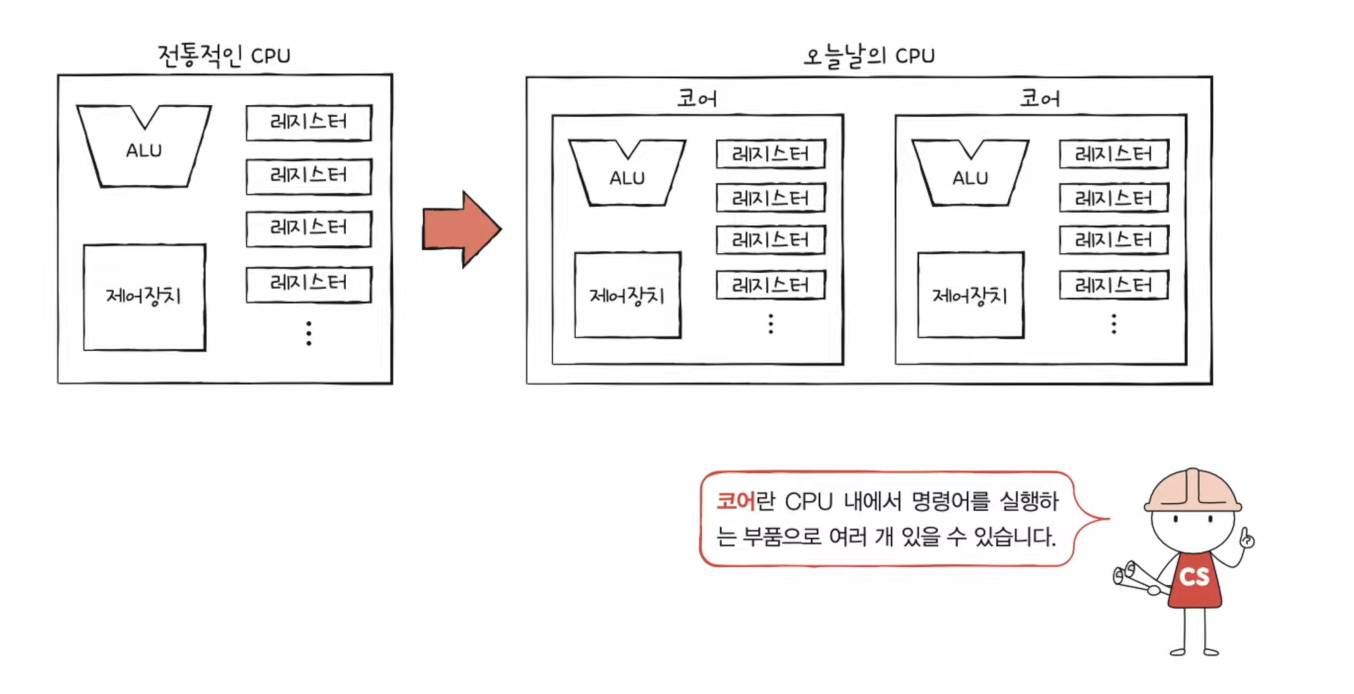 전통적인 CPU
ALU
레지스터
레지스터
레지스터
레지스터
제어장치
오늘날의 CPU
코어
ALU
레지스터
레지스터
레지스터
레지스터
제어장치
코어
ALU
레지스터
레지스터
레지스터
레지스터
제어장치
코어란 CPU 내에서 명령어를 실행하
는 부품으로 여러 개 있을 수 있습니다.
CS